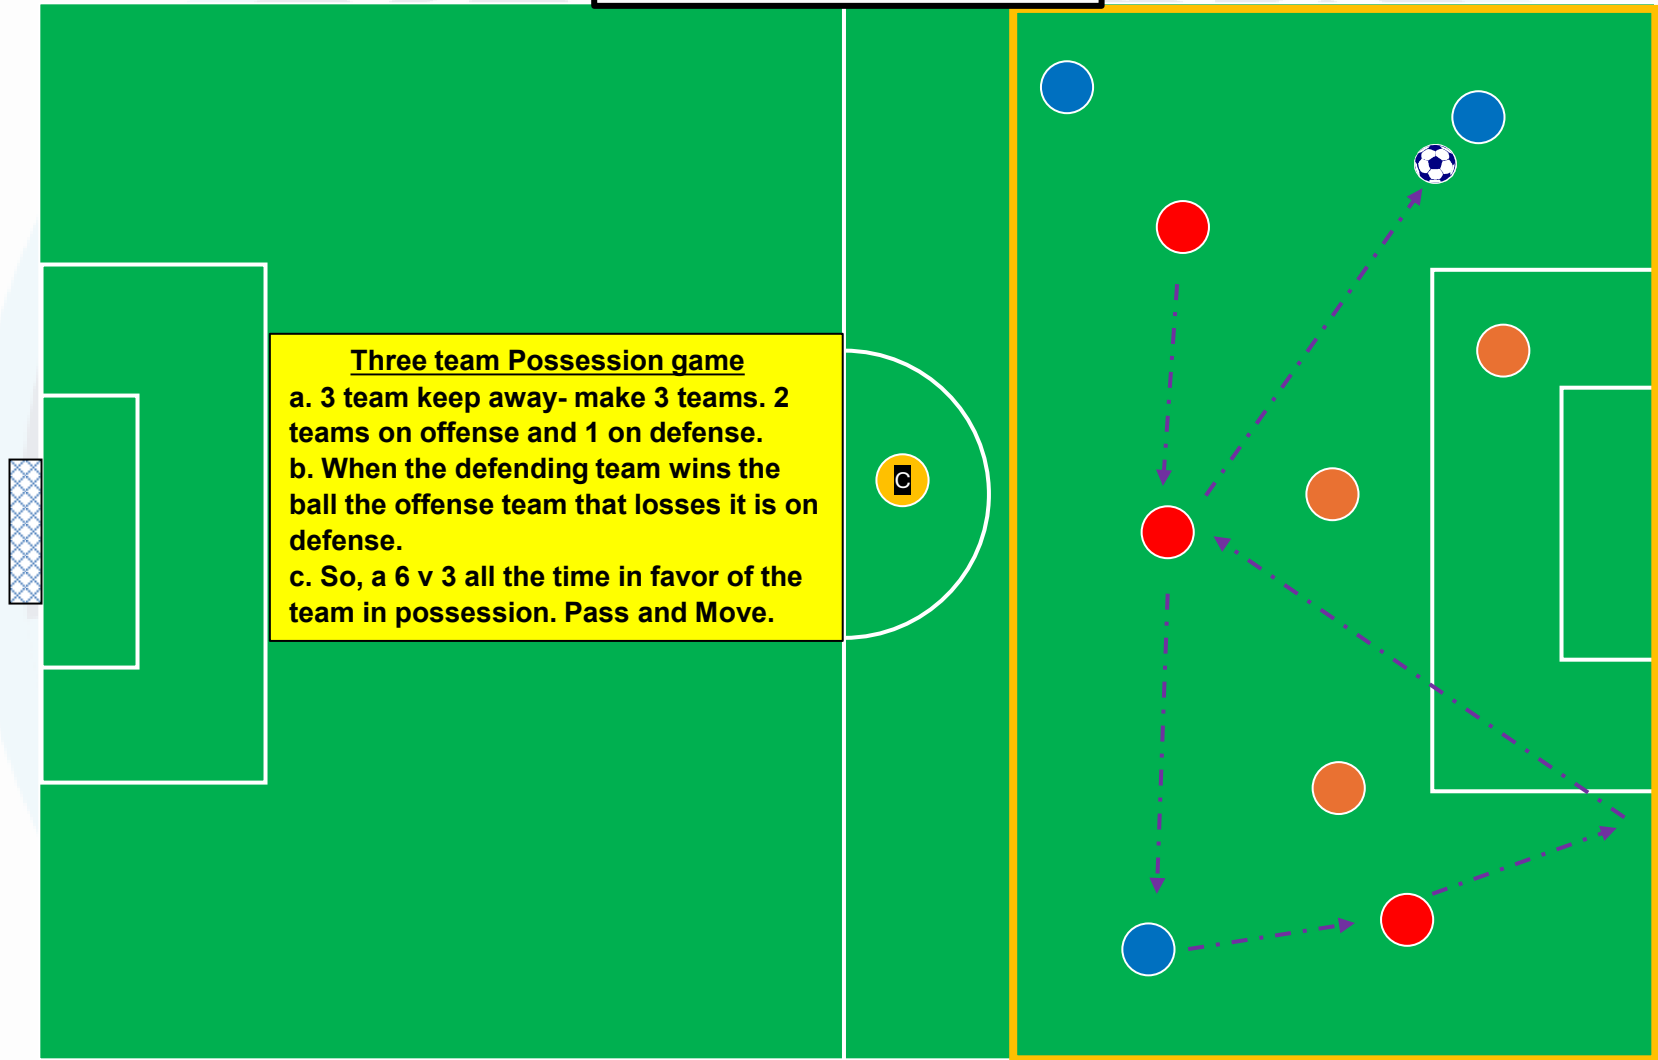 Three team Possession game
a. 3 team keep away- make 3 teams. 2
teams on offense and 1 on defense.
b. When the defending team wins the
ball the offense team that losses it is on
defense.
c. So, a 6 v 3 all the time in favor of the
team in possession. Pass and Move.
C